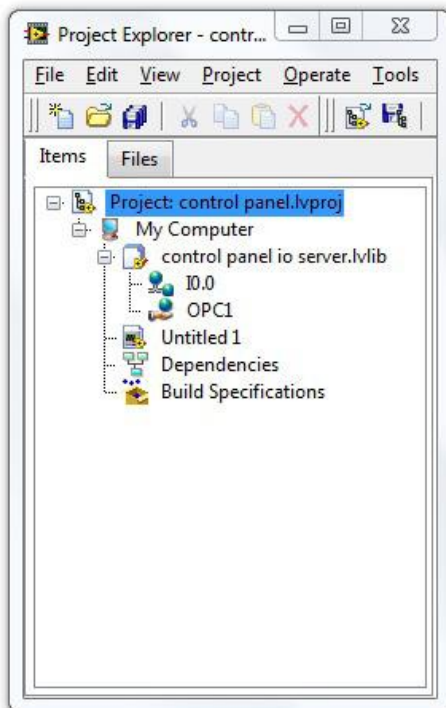 Project Explorer - contr...
File Edit View Project Operate Tools
Items Files
Project: control panel.lvproj
My Computer
control panel io server.lvlib
I0.0
OPC1
Untitled 1
Dependencies
Build Specifications